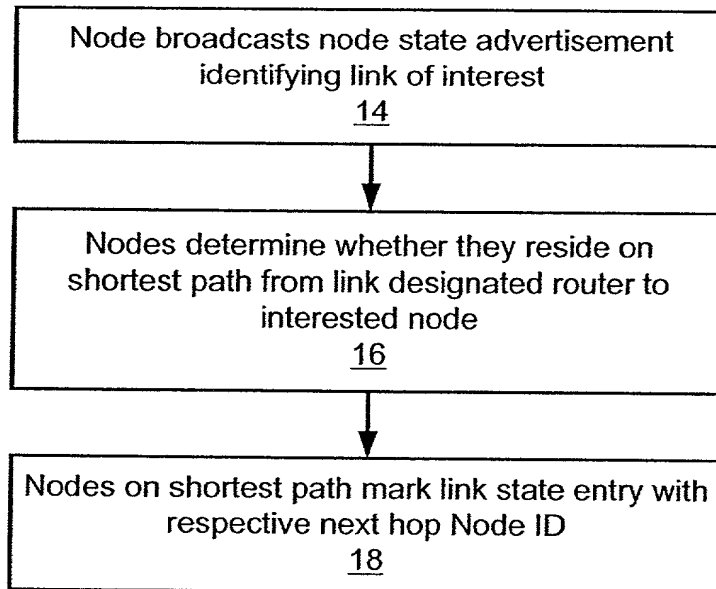 Node broadcasts node state advertisement
identifying link of interest
14
Nodes determine whether they reside on
shortest path from link designated router to
interested node
16
Nodes on shortest path mark link state entry with
respective next hop Node ID
18